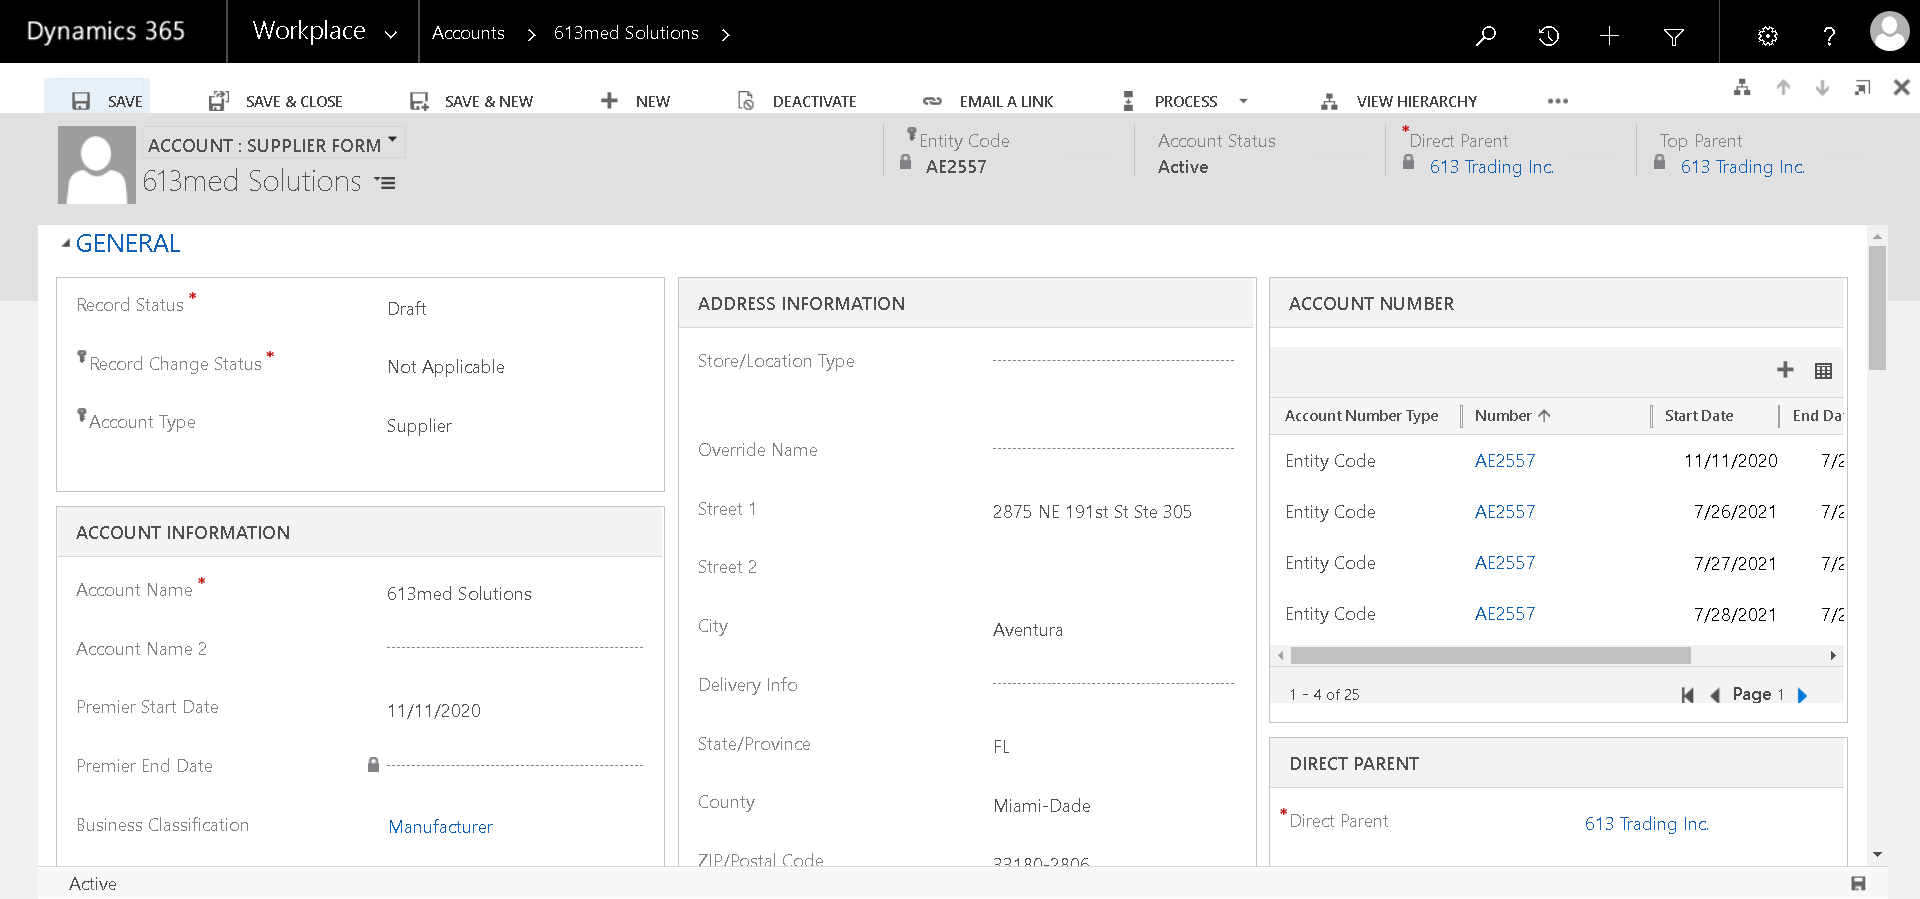 Dynamics 365
Workplace
Accounts
613med Solutions
SAVE
SAVE & CLOSE
SAVE & NEW
NEW
DEACTIVATE
EMAIL A LINK
PROCESS
VIEW HIERARCHY
ACCOUNT : SUPPLIER FORM
613med Solutions
Entity Code
AE2557
Account Status
Active
*Direct Parent
613 Trading Inc.
Top Parent
613 Trading Inc.
GENERAL
Record Status *
Draft
Record Change Status *
Not Applicable
Account Type
Supplier
ACCOUNT INFORMATION
Account Name *
613med Solutions
Account Name 2
Premier Start Date
11/11/2020
Premier End Date
Business Classification
Manufacturer
ADDRESS INFORMATION
Store/Location Type
Override Name
Street 1
2875 NE 191st St Ste 305
Street 2
City
Aventura
Delivery Info
State/Province
FL
County
Miami-Dade
ZIP/Postal Code
33180-2806
ACCOUNT NUMBER
Account Number Type Number Start Date End Da
Entity Code AE2557 11/11/2020 7/2
Entity Code AE2557 7/26/2021 7/2
Entity Code AE2557 7/27/2021 7/2
Entity Code AE2557 7/28/2021 7/2
1 - 4 of 25
Page 1
DIRECT PARENT
*Direct Parent
613 Trading Inc.
Active